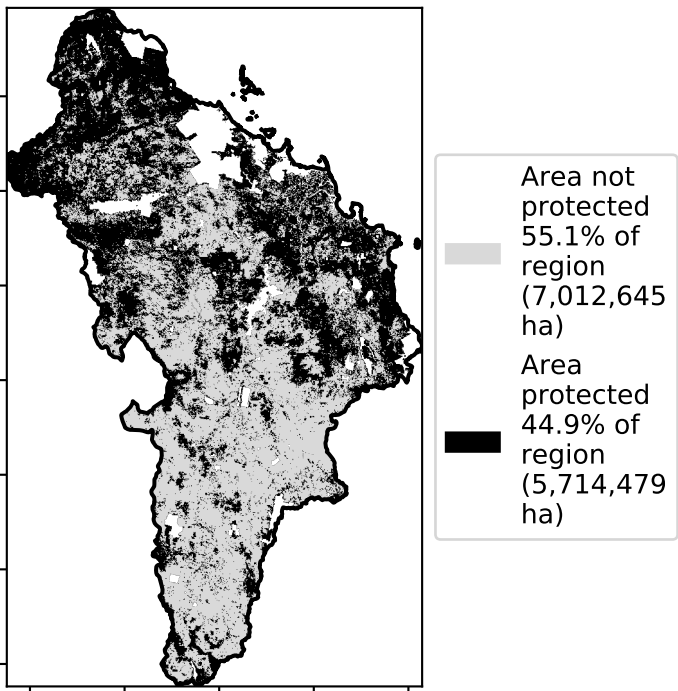 Area not
protected
55.1% of
region
(7,012,645
ha)
Area
protected
44.9% of
region
(5,714,479
ha)